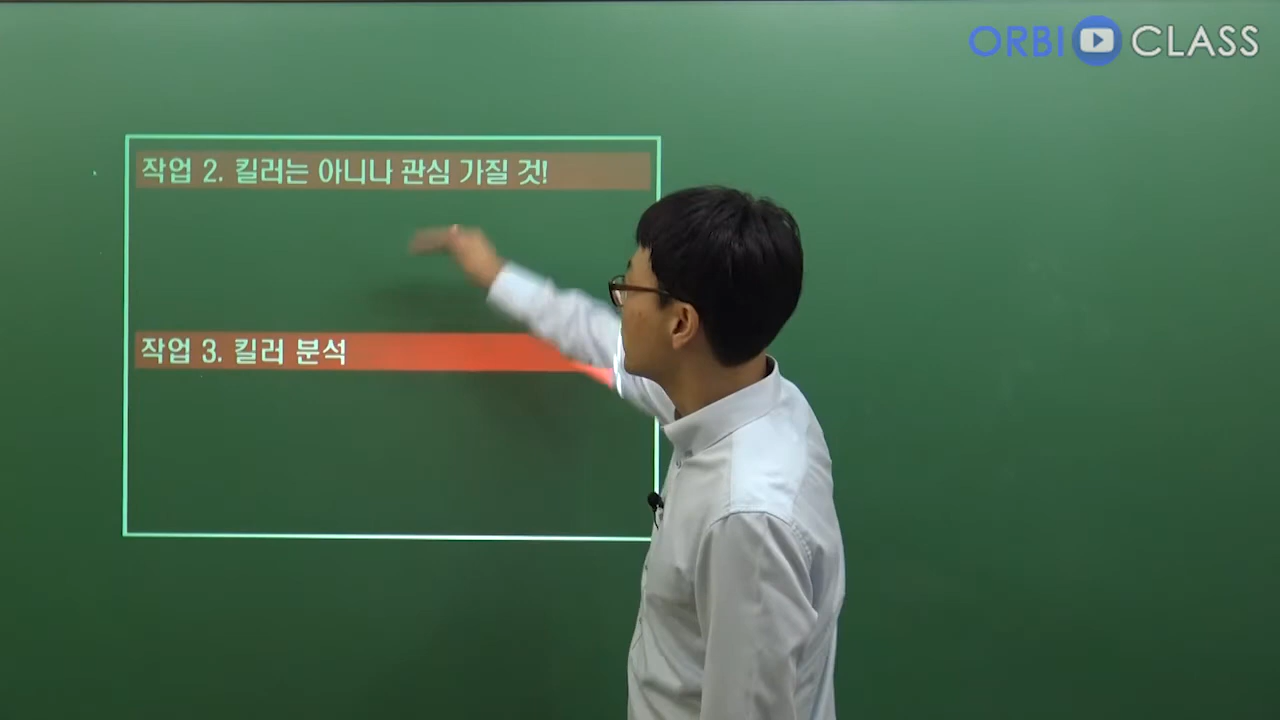 ORBI CLASS
작업 2. 킬러는 아니나 관심 가질 것!
작업 3. 킬러 분석